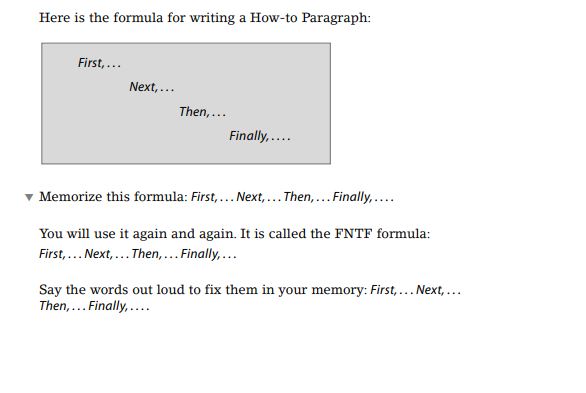 Here is the formula for writing a How-to Paragraph:
First,...
Next,...
Then,...
Finally,....
Memorize this formula: First,...Next,...Then,...Finally,....
You will use it again and again. It is called the FNTF formula:
First,...Next,...Then,...Finally,...
Say the words out loud to fix them in your memory: First,...Next,...
Then,...Finally,....